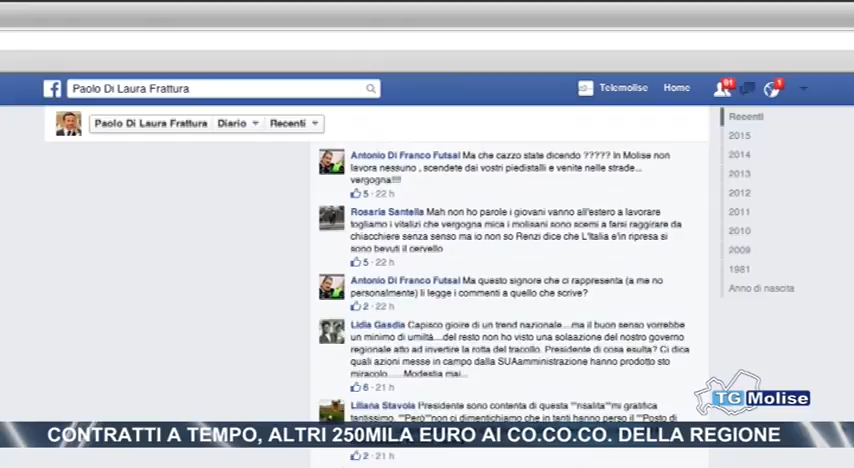 Paolo Di Laura Frattura
Telemolise Home 91 1
Paolo Di Laura Frattura Diario Recenti
Recenti
2015
2014
2013
2012
2011
2010
2009
1981
Anno di nascita
Antonio Di Franco Futsal Ma che cazzo state dicendo ????? In Molise non
lavora nessuno , scendete dai vostri piedistalli e venite nelle strade...
vergogna!!!!
5 · 22 h
Rosaria Santella Mah non ho parole i giovani vanno all'estero a lavorare
togliamo i vitalizi che vergogna mica i molisani sono scemi a farsi raggirare da
chiacchiere senza senso ma io non so Renzi dice che L'Italia e'in ripresa si
sono bevuti il cervello
5 · 22 h
Antonio Di Franco Futsal Ma questo signore che ci rappresenta (a me no
personalmente) li legge i commenti a quello che scrive?
2 · 22 h
Lidia Gasdia Capisco gioire di un trend nazionale....ma il buon senso vorrebbe
un minimo di umiltà....del resto non ho visto una solaazione del nostro governo
regionale atto ad invertire la rotta del tracollo. Presidente di cosa esulta? Ci dica
quali azioni messe in campo dalla SUAamministrazione hanno prodotto sto
miracolo......Modestia mai...
6 · 21 h
Liliana Stavola Presidente sono contenta di questa '"'risalita'"'mi gratifica
tantissimo. '"'Però'"'non ci dimentichiamo che in tanti hanno perso il '"'Posto di
2 · 21 h
TG Molise
CONTRATTI A TEMPO, ALTRI 250MILA EURO AI CO.CO.CO. DELLA REGIONE